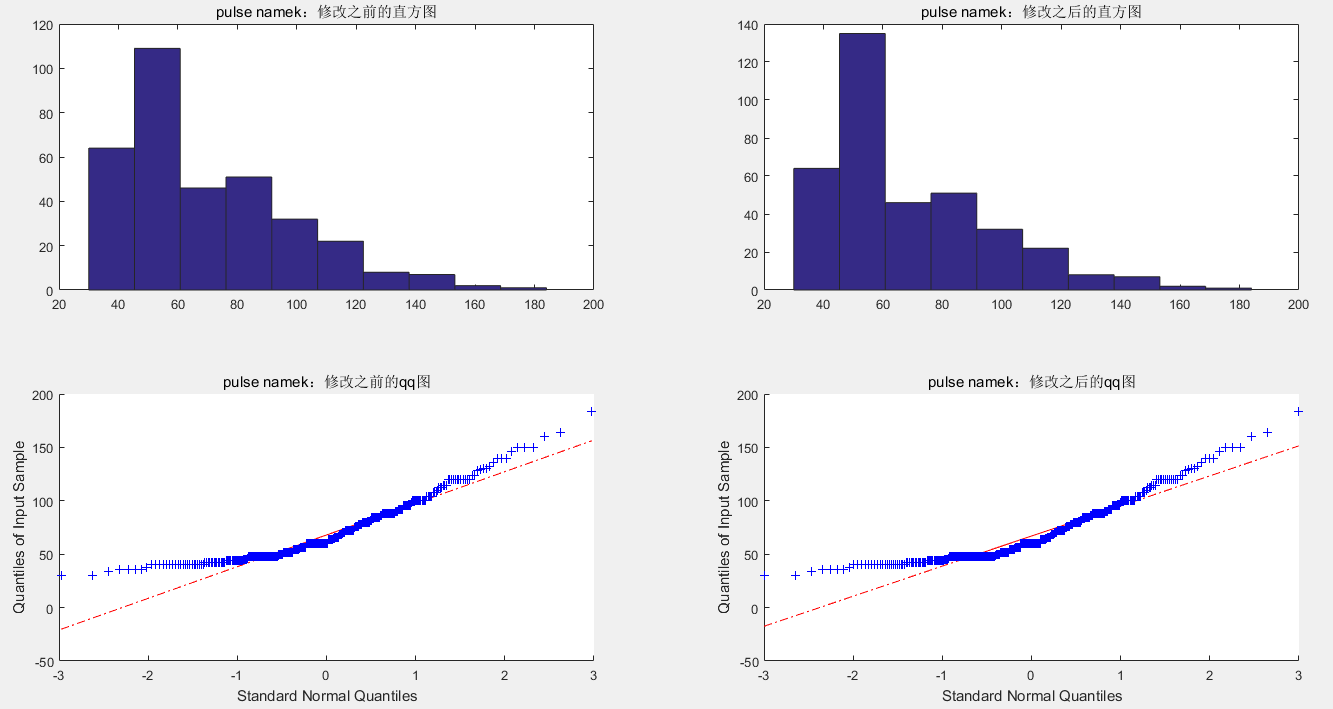 pulse namek：修改之前的直方图
120
100
80
60
40
20
0
20 40 60 80 100 120 140 160 180 200
pulse namek：修改之后的直方图
140
120
100
80
60
40
20
0
20 40 60 80 100 120 140 160 180 200
pulse namek：修改之前的qq图
Quantiles of Input Sample
200
150
100
50
0
-50
-3 -2 -1 0 1 2 3
Standard Normal Quantiles
pulse namek：修改之后的qq图
Quantiles of Input Sample
200
150
100
50
0
-50
-3 -2 -1 0 1 2 3
Standard Normal Quantiles